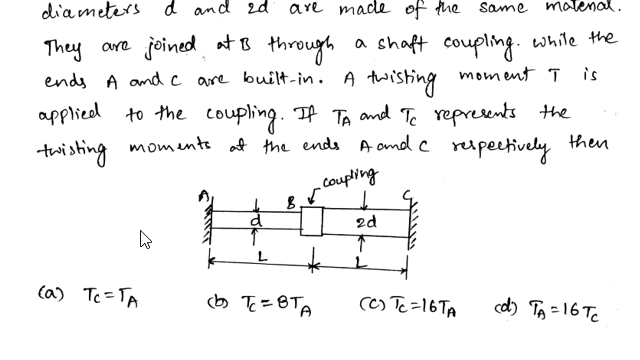 diameters d and 2d are made of the same material.
They are joined at B through a shaft coupling. while the
ends A and C are built-in. A twisting moment T is
applied to the coupling. If TA and TC represents the
twisting moments at the ends A and C respectively then
coupling
A B C
d 2d
L L
(a) TC = TA (b) TC = 8TA (c) TC = 16TA (d) TA = 16TC